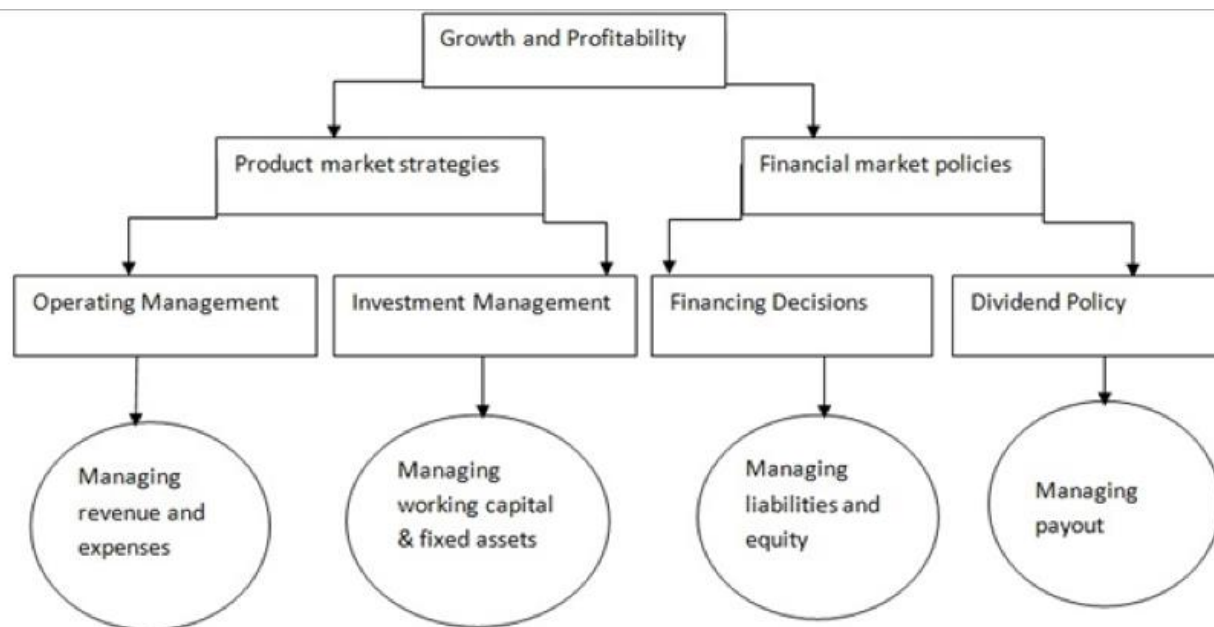 Growth and Profitability
Product market strategies
Financial market policies
Operating Management
Investment Management
Financing Decisions
Dividend Policy
Managing
revenue and
expenses
Managing
working capital
& fixed assets
Managing
liabilities and
equity
Managing
payout